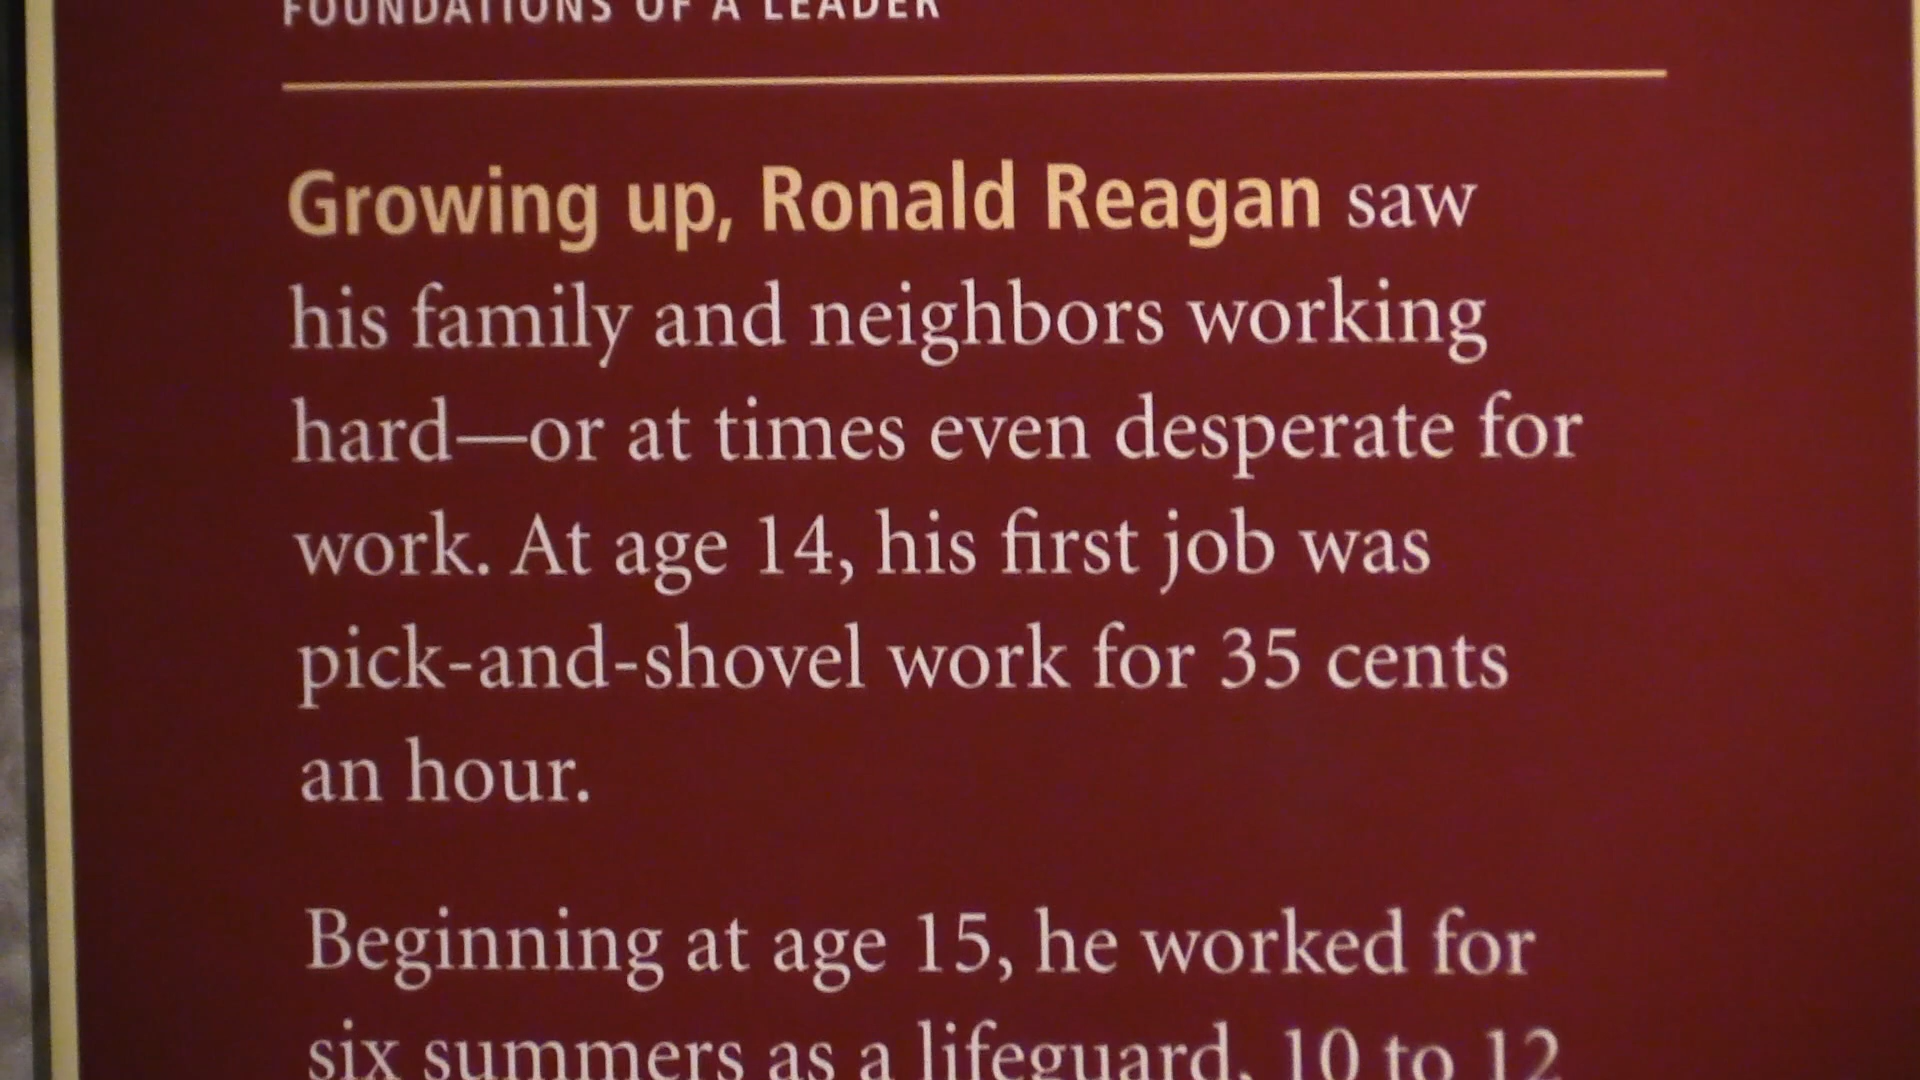 FOUNDATIONS OF A LEADER
Growing up, Ronald Reagan saw
his family and neighbors working
hard—or at times even desperate for
work. At age 14, his first job was
pick-and-shovel work for 35 cents
an hour.
Beginning at age 15, he worked for
six summers as a lifeguard, 10 to 12